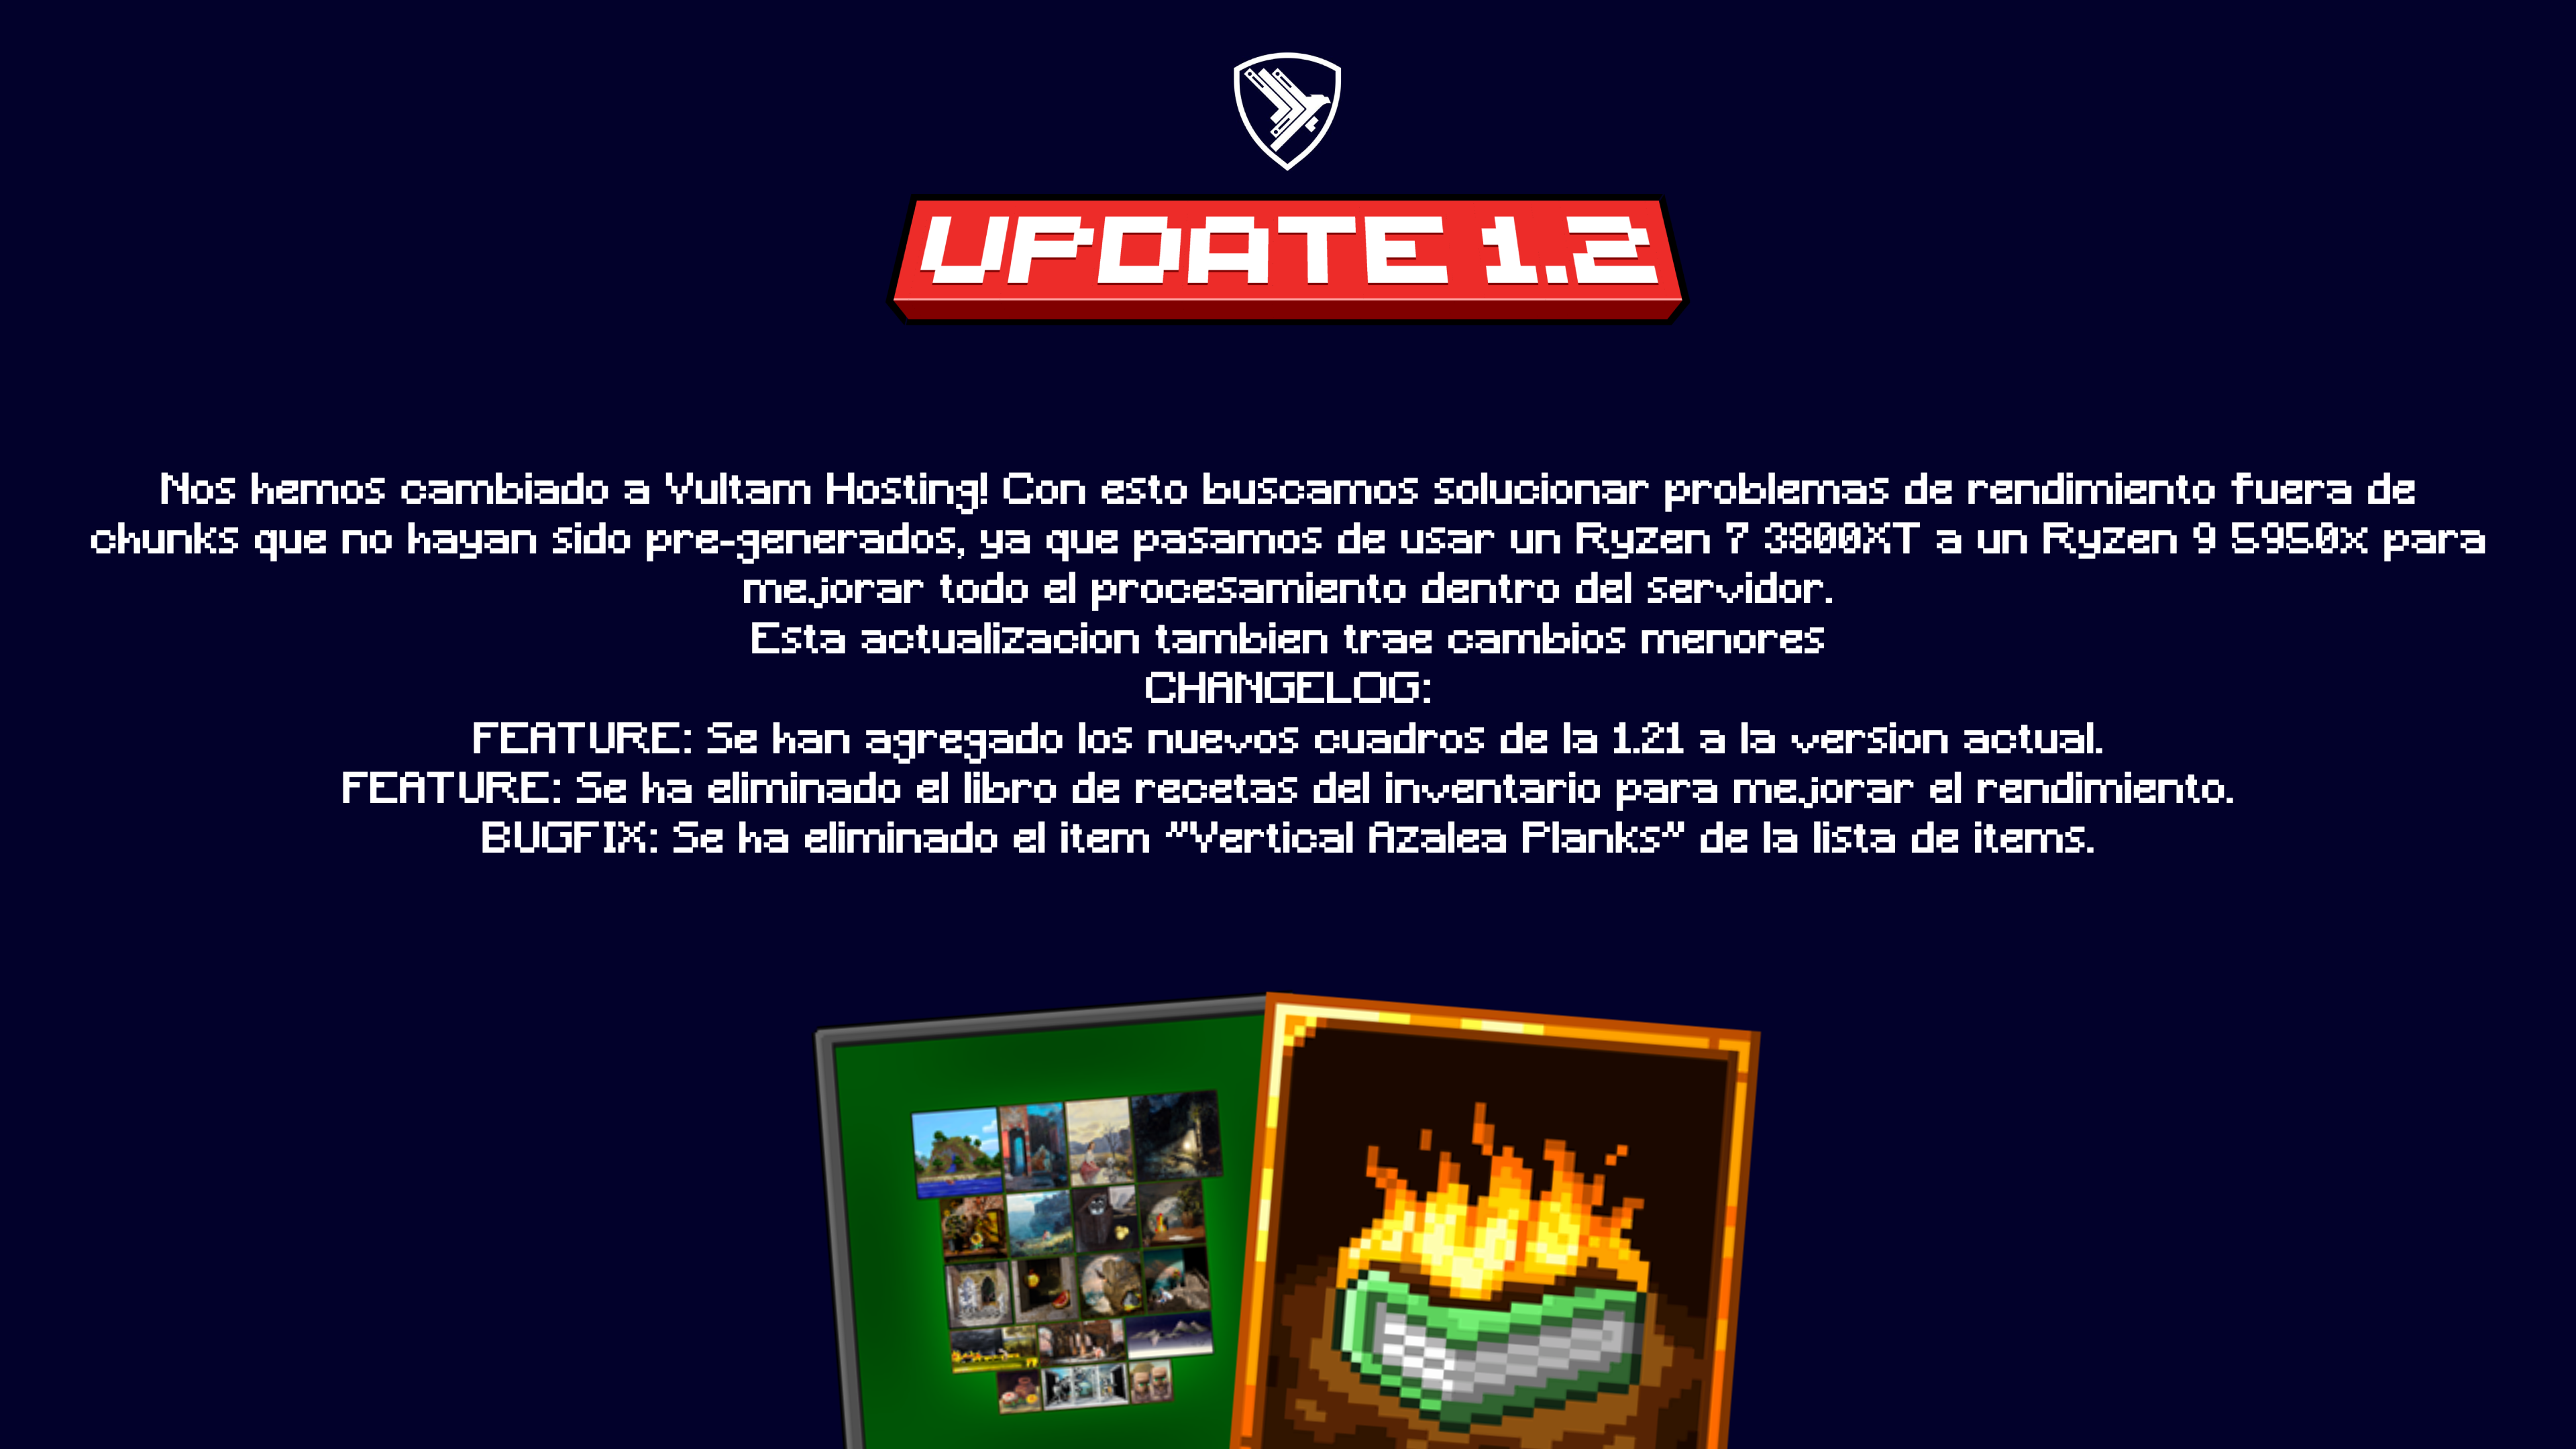 UPDATE 1.2
Nos hemos cambiado a Vultam Hosting! Con esto buscamos solucionar problemas de rendimiento fuera de
chunks que no hayan sido pre-generados, ya que pasamos de usar un Ryzen 7 3800XT a un Ryzen 9 5950x para
mejorar todo el procesamiento dentro del servidor.
Esta actualizacion tambien trae cambios menores
CHANGELOG:
FEATURE: Se han agregado los nuevos cuadros de la 1.21 a la version actual.
FEATURE: Se ha eliminado el libro de recetas del inventario para mejorar el rendimiento.
BUGFIX: Se ha eliminado el item "Vertical Azalea Planks" de la lista de items.